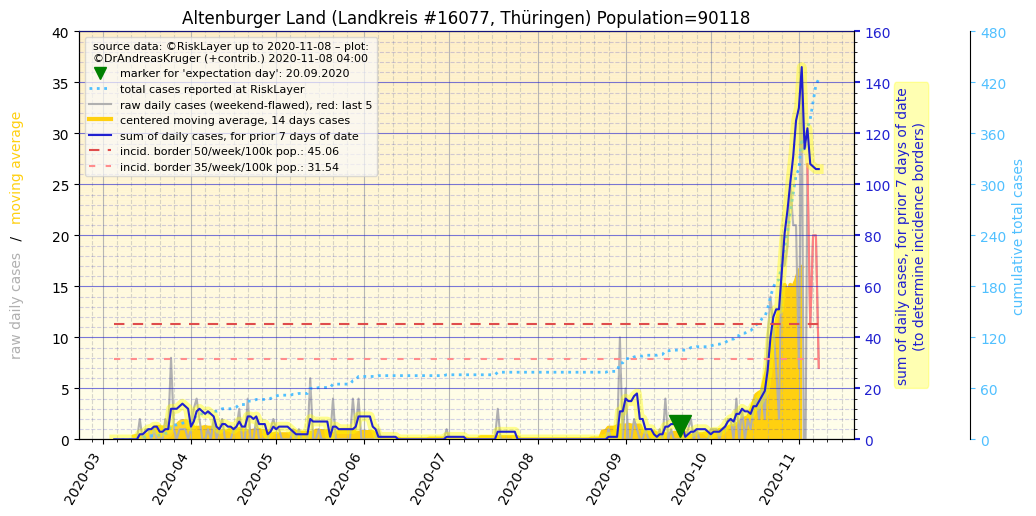 Altenburger Land (Landkreis #16077, Thüringen) Population=90118
source data: ©RiskLayer up to 2020-11-08 – plot:
©DrAndreasKruger (+contrib.) 2020-11-08 04:00
marker for 'expectation day': 20.09.2020
total cases reported at RiskLayer
raw daily cases (weekend-flawed), red: last 5
centered moving average, 14 days cases
sum of daily cases, for prior 7 days of date
incid. border 50/week/100k pop.: 45.06
incid. border 35/week/100k pop.: 31.54
raw daily cases / moving average
40
35
30
25
20
15
10
5
0
2020-03
2020-04
2020-05
2020-06
2020-07
2020-08
2020-09
2020-10
2020-11
160
140
120
100
80
60
40
20
0
sum of daily cases, for prior 7 days of date
(to determine incidence borders)
480
420
360
300
240
180
120
60
0
cumulative total cases